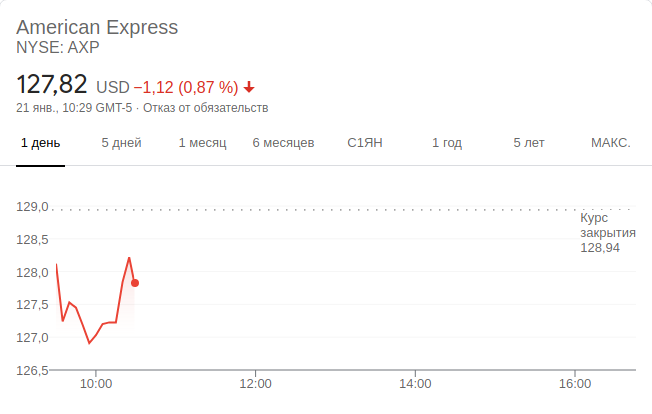 American Express
NYSE: AXP
127,82 USD −1,12 (0,87 %)
21 янв., 10:29 GMT-5 · Отказ от обязательств
1 день 5 дней 1 месяц 6 месяцев С1ЯН 1 год 5 лет МАКС.
129,0
Курс
закрытия
128,94
128,5
128,0
127,5
127,0
126,5
10:00 12:00 14:00 16:00